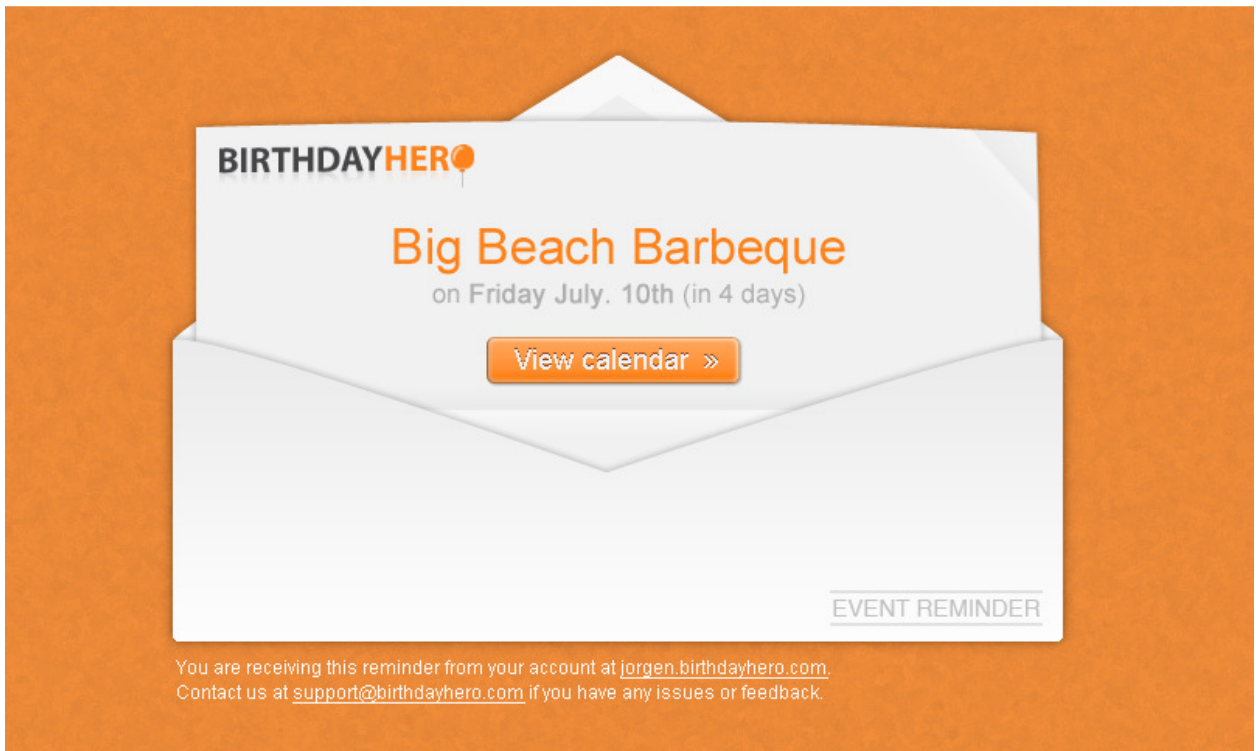 BIRTHDAYHERO
Big Beach Barbeque
on Friday July. 10th (in 4 days)
View calendar »
EVENT REMINDER
You are receiving this reminder from your account at jorgen.birthdayhero.com.
Contact us at support@birthdayhero.com if you have any issues or feedback.